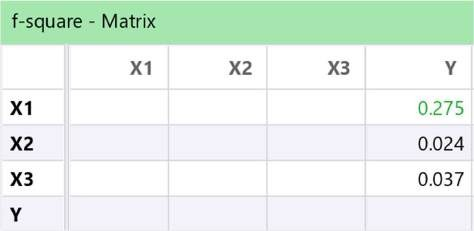 f-square - Matrix
X1 X2 X3 Y
X1 0.275
X2 0.024
X3 0.037
Y